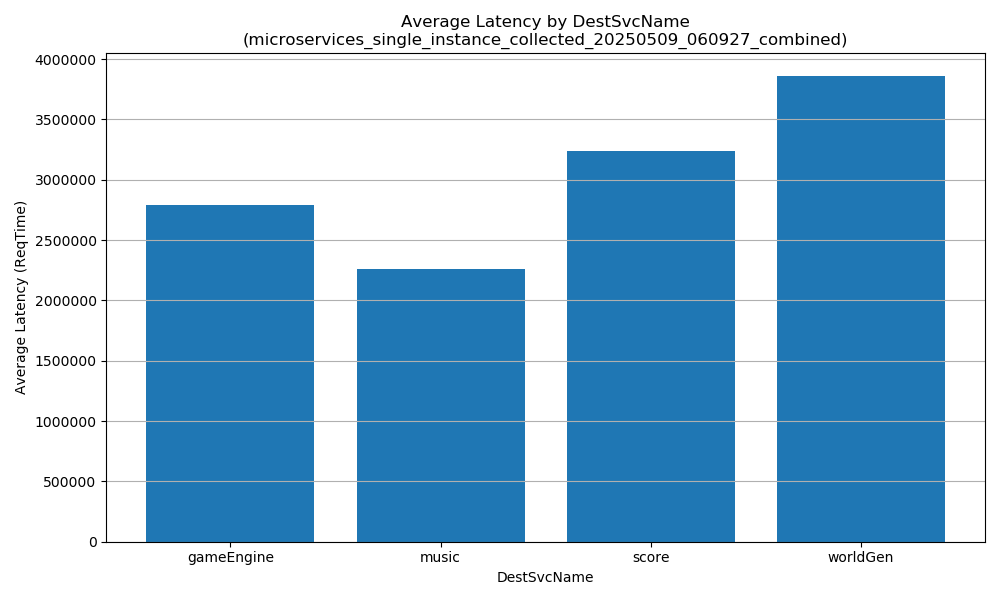 Average Latency by DestSvcName
(microservices_single_instance_collected_20250509_060927_combined)
Average Latency (ReqTime)
4000000
3500000
3000000
2500000
2000000
1500000
1000000
500000
0
gameEngine music score worldGen
DestSvcName